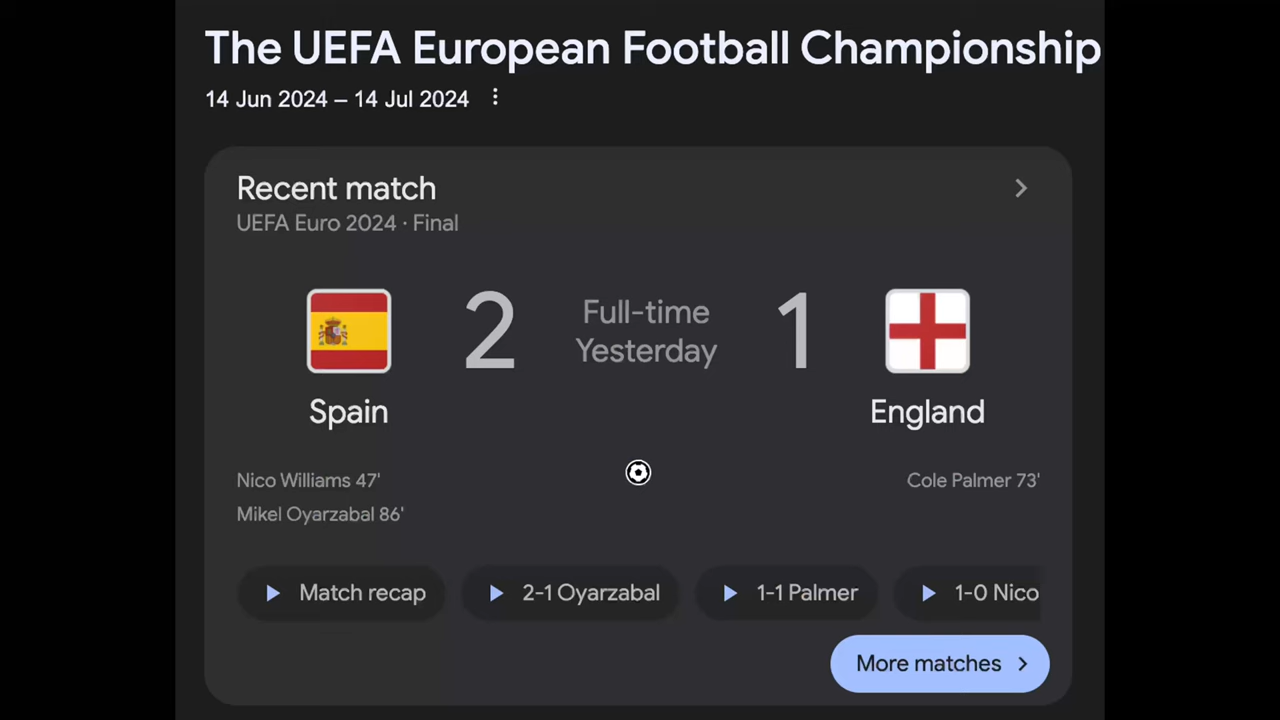 The UEFA European Football Championship
14 Jun 2024 – 14 Jul 2024
Recent match
UEFA Euro 2024 · Final
2 Full-time 1
Yesterday
Spain England
Nico Williams 47' Cole Palmer 73'
Mikel Oyarzabal 86'
Match recap 2-1 Oyarzabal 1-1 Palmer 1-0 Nico
More matches